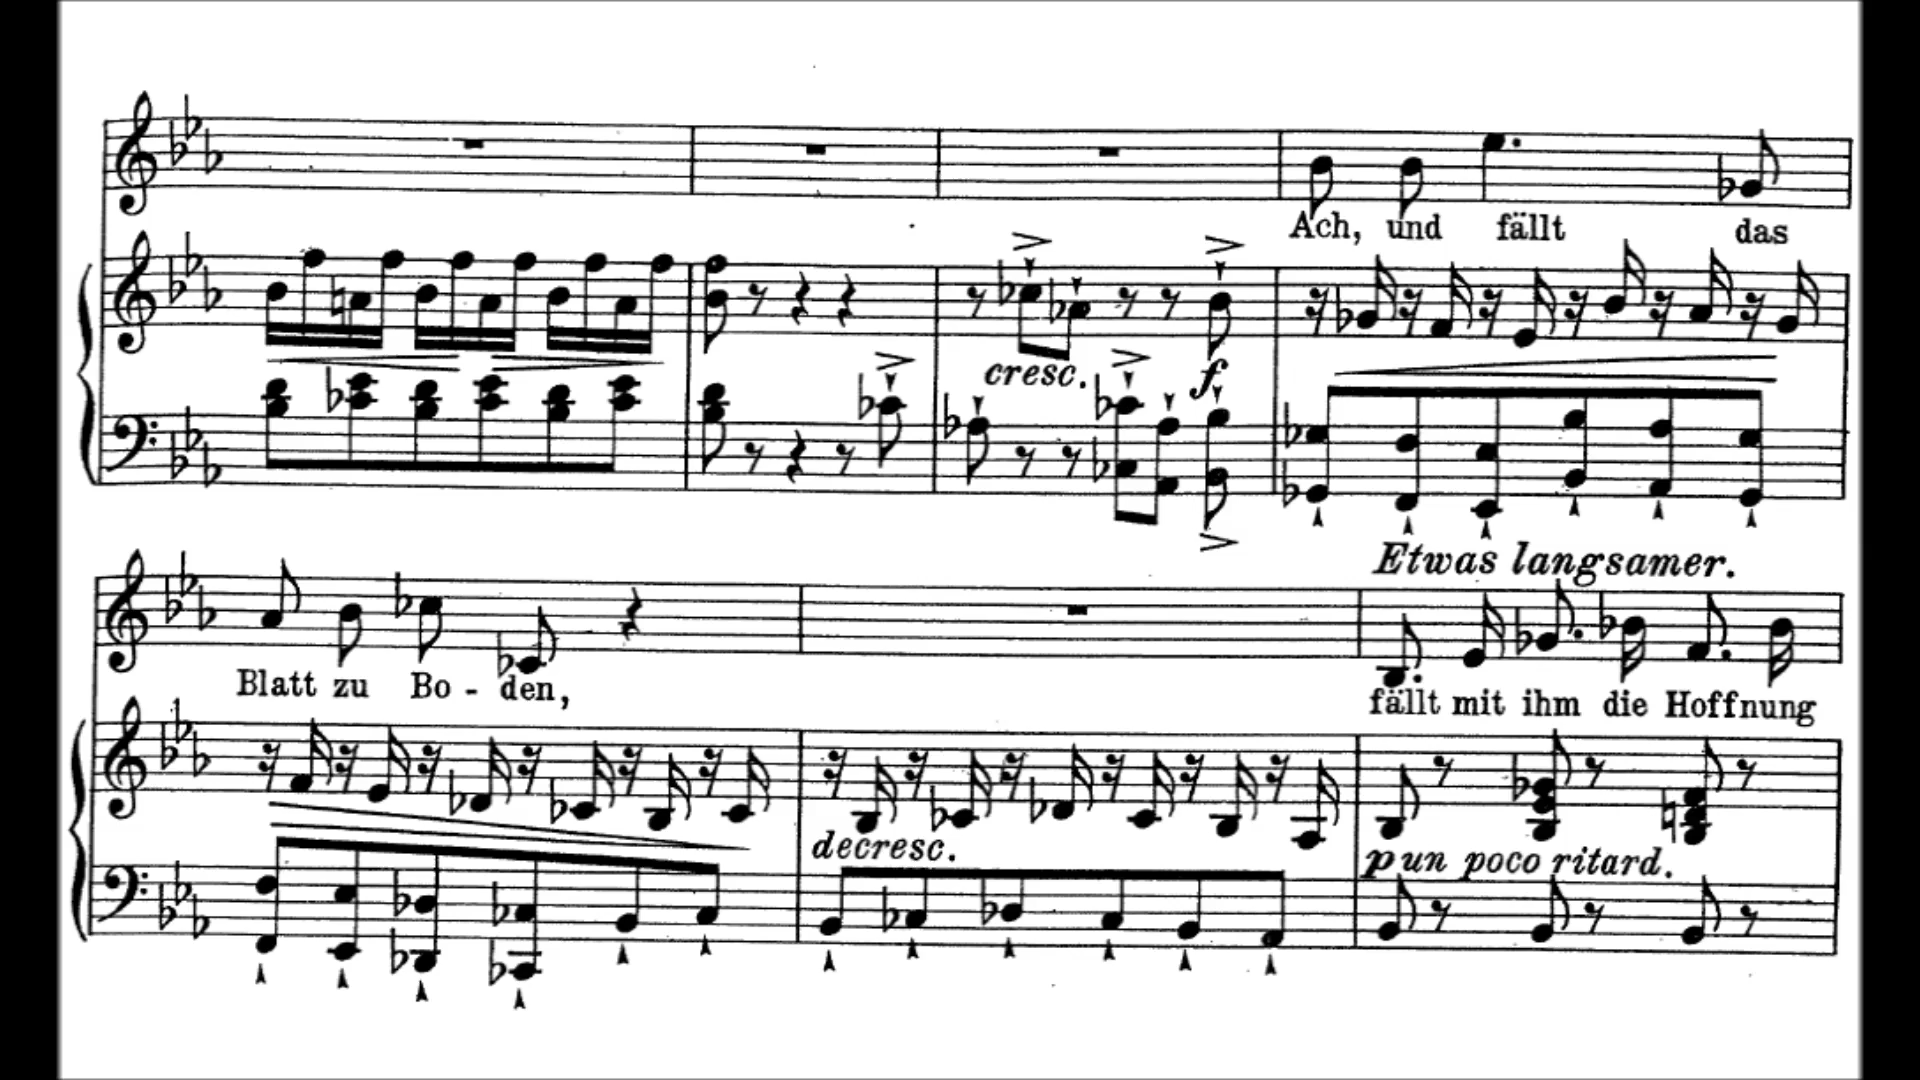 Ach, und fällt das
cresc. f
Etwas langsamer.
Blatt zu Bo - den,
fällt mit ihm die Hoffnung
decresc.
p un poco ritard.